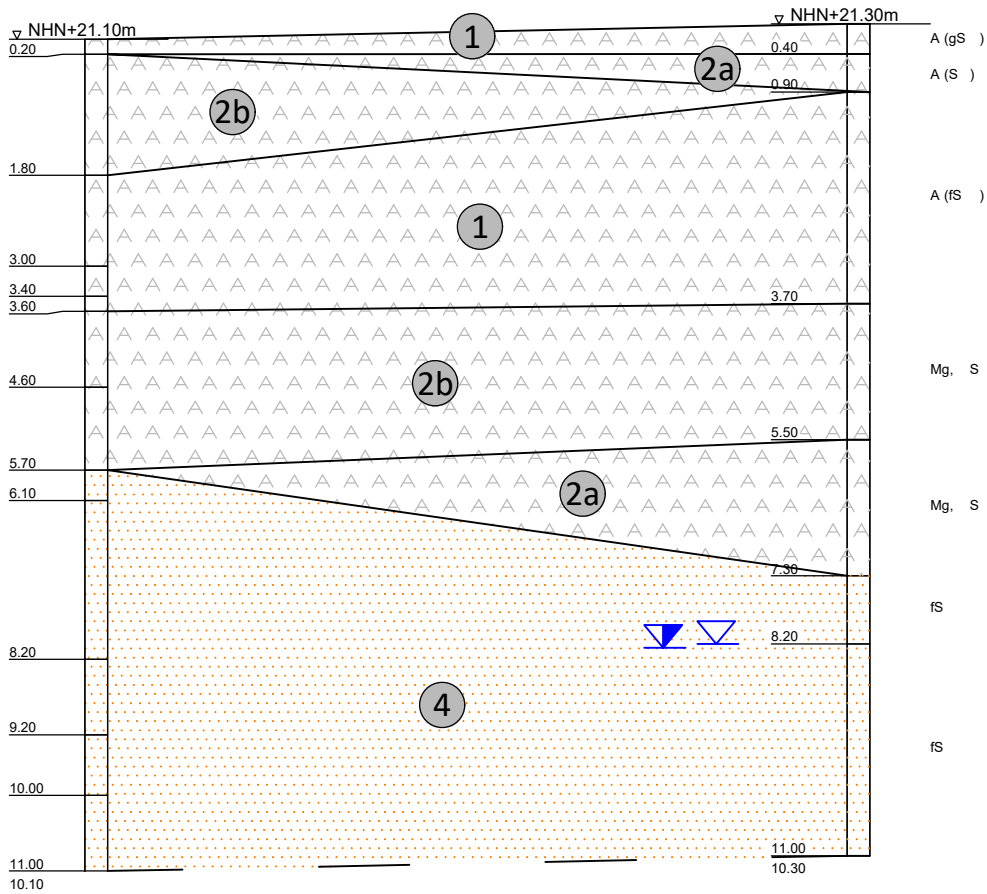 NHN+21.10m
NHN+21.30m
1
A (gS )
0.20
0.40
2a
A (S )
0.90
2b
1.80
A (fS )
1
3.00
3.40
3.60
3.70
Mg, S
2b
4.60
5.50
5.70
2a
6.10
Mg, S
7.30
fS
8.20
8.20
4
9.20
fS
10.00
11.00
10.10
11.00
10.30